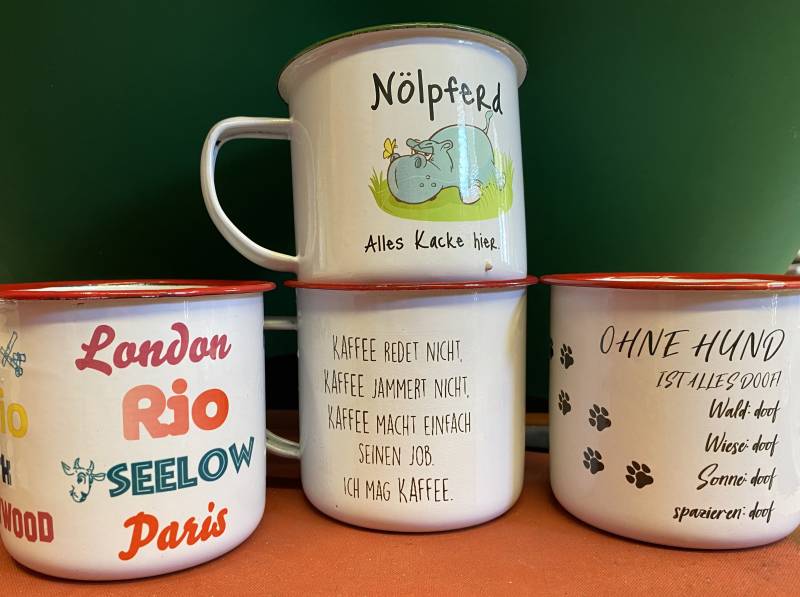 Nölpferd
Alles Kacke hier.
London
Rio
SEELOW
Paris
KAFFEE REDET NICHT,
KAFFEE JAMMERT NICHT,
KAFFEE MACHT EINFACH
SEINEN JOB.
ICH MAG KAFFEE.
OHNE HUND
IST ALLES DOOF!
Wald: doof
Wiese: doof
Sonne: doof
spazieren: doof